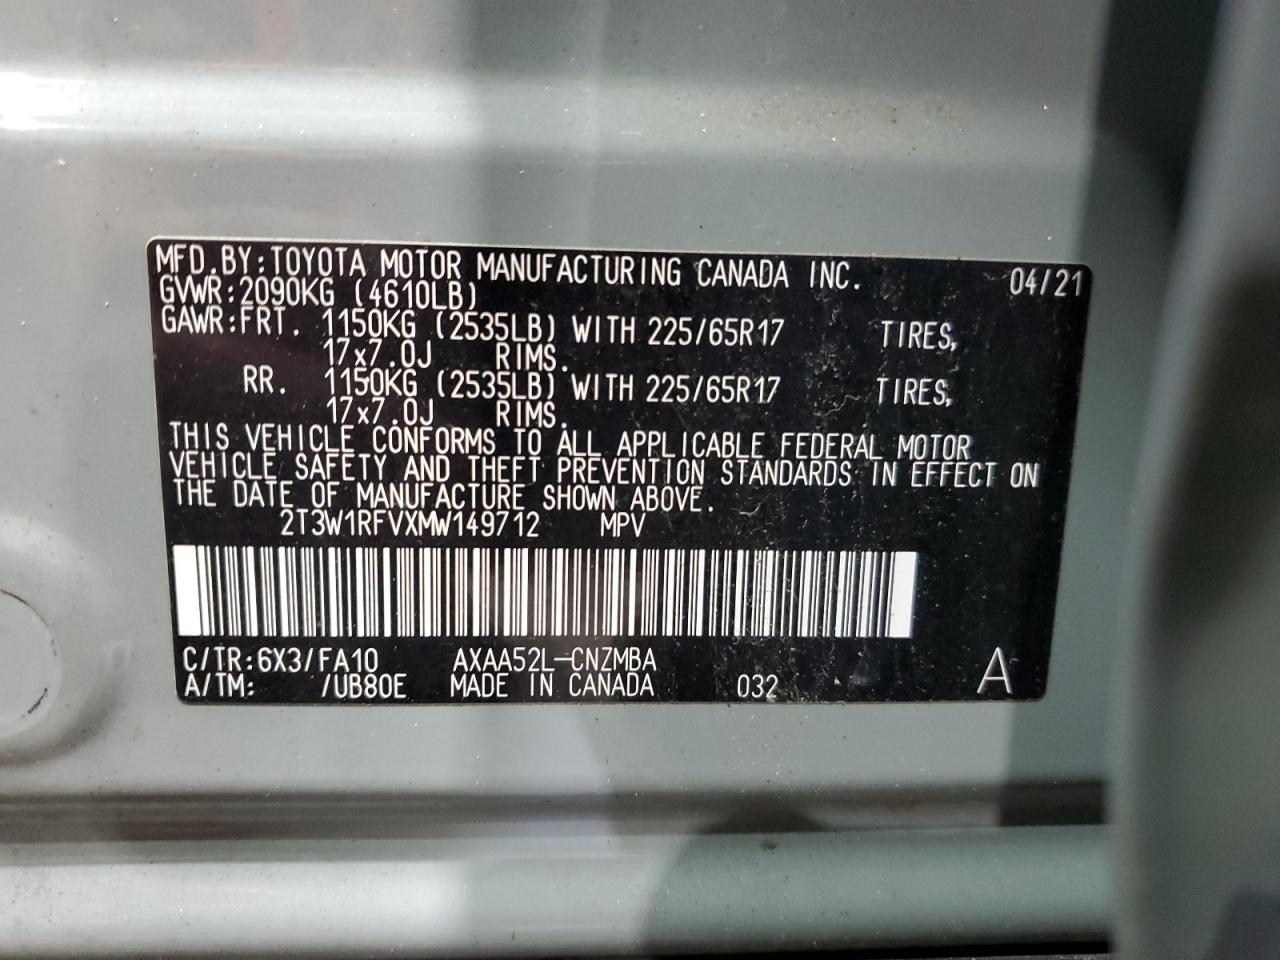 MFD.BY:TOYOTA MOTOR MANUFACTURING CANADA INC. 04/21
GVWR:2090KG (4610LB)
GAWR:FRT. 1150KG (2535LB) WITH 225/65R17 TIRES,
17x7.0J RIMS.
RR. 1150KG (2535LB) WITH 225/65R17 TIRES,
17x7.0J RIMS.
THIS VEHICLE CONFORMS TO ALL APPLICABLE FEDERAL MOTOR
VEHICLE SAFETY AND THEFT PREVENTION STANDARDS IN EFFECT ON
THE DATE OF MANUFACTURE SHOWN ABOVE.
2T3W1RFVXMW149712 MPV
C/TR:6X3/FA10 AXAA52L-CNZMBA
A/TM: /UB80E MADE IN CANADA 032 A